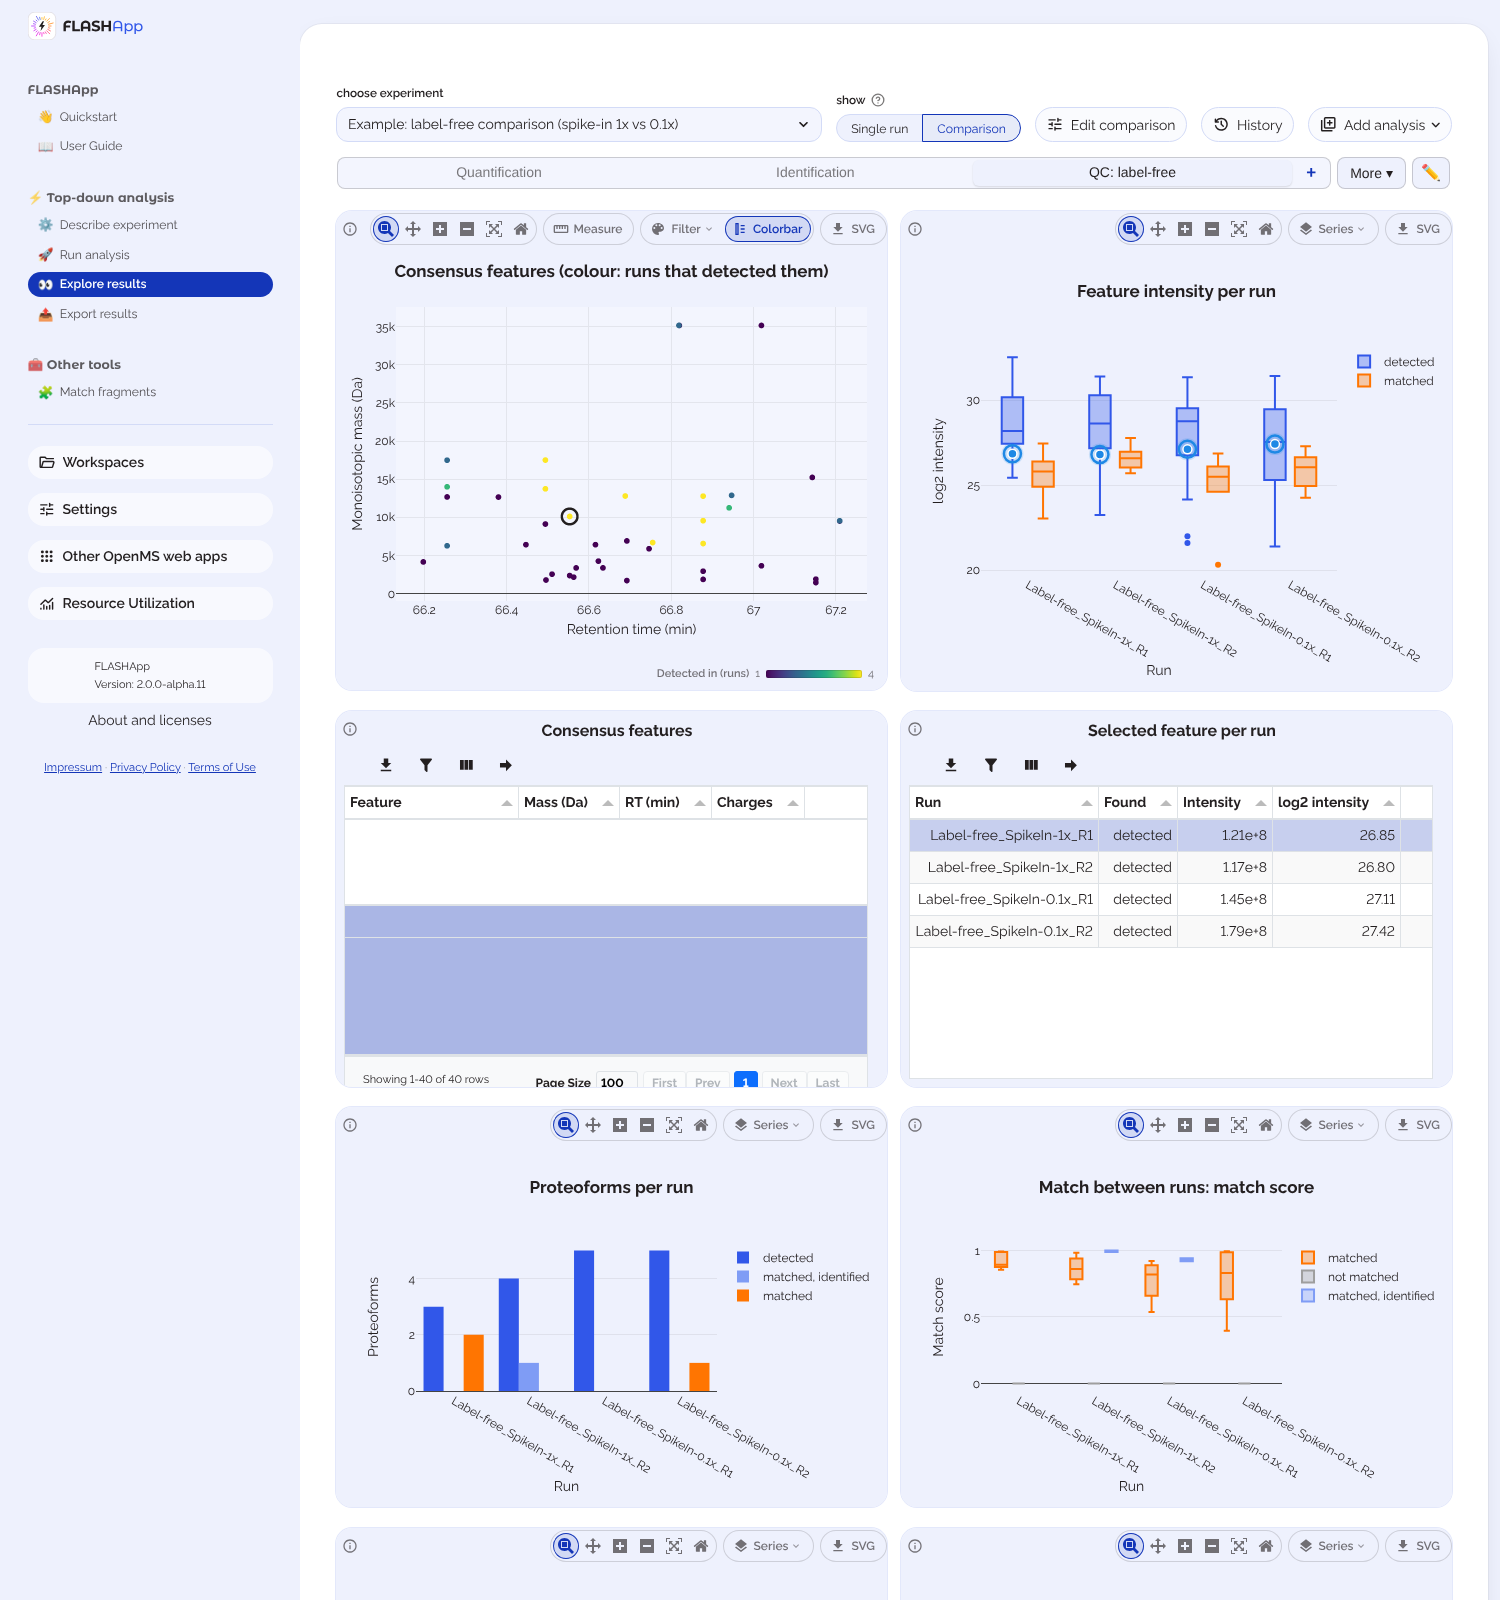 FLASHApp
FLASHApp
Quickstart
User Guide
Top-down analysis
Describe experiment
Run analysis
Explore results
Export results
Other tools
Match fragments
Workspaces
Settings
Other OpenMS web apps
Resource Utilization
FLASHApp
Version: 2.0.0-alpha.11
About and licenses
Impressum · Privacy Policy · Terms of Use
choose experiment
Example: label-free comparison (spike-in 1x vs 0.1x)
show
Single run
Comparison
Edit comparison
History
Add analysis
Quantification
Identification
QC: label-free
+
More ▾
Measure
Filter
Colorbar
SVG
Consensus features (colour: runs that detected them)
Monoisotopic mass (Da)
35k
30k
25k
20k
15k
10k
5k
0
66.2 66.4 66.6 66.8 67 67.2
Retention time (min)
Detected in (runs) 1 4
Series
SVG
Feature intensity per run
detected
matched
log2 intensity
30
25
20
Label-free_SpikeIn-1x_R1
Label-free_SpikeIn-1x_R2
Label-free_SpikeIn-0.1x_R1
Label-free_SpikeIn-0.1x_R2
Run
Consensus features
Feature Mass (Da) RT (min) Charges
Showing 1-40 of 40 rows
Page Size 100 First Prev 1 Next Last
Selected feature per run
Run Found Intensity log2 intensity
Label-free_SpikeIn-1x_R1 detected 1.21e+8 26.85
Label-free_SpikeIn-1x_R2 detected 1.17e+8 26.80
Label-free_SpikeIn-0.1x_R1 detected 1.45e+8 27.11
Label-free_SpikeIn-0.1x_R2 detected 1.79e+8 27.42
Series
SVG
Proteoforms per run
detected
matched, identified
matched
Proteoforms
4
2
0
Label-free_SpikeIn-1x_R1
Label-free_SpikeIn-1x_R2
Label-free_SpikeIn-0.1x_R1
Label-free_SpikeIn-0.1x_R2
Run
Series
SVG
Match between runs: match score
matched
not matched
matched, identified
Match score
1
0.5
0
Label-free_SpikeIn-1x_R1
Label-free_SpikeIn-1x_R2
Label-free_SpikeIn-0.1x_R1
Label-free_SpikeIn-0.1x_R2
Run
Series
SVG
Series
SVG